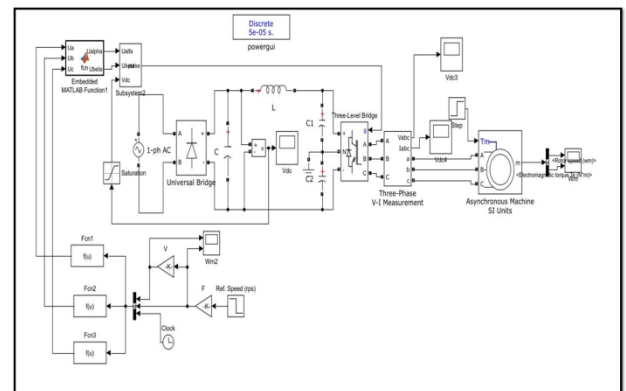 Discrete
5e-05 s.
powergui
Ua
Ub
Uc
fcn
Ualpha
Ubeta
Embedded
MATLAB Function1
Ualfa
Vdc
Subsystem2
Saturation
1-ph AC
A
B
+
-
Universal Bridge
C
L
+
-
v
Vdc
C1
C2
Three-Level Bridge
g
+
N
-
A
B
C
Vabc
Iabc
A
B
C
a
b
c
Three-Phase
V-I Measurement
Vdc3
Vdc4
Step
Tm
A
B
C
m
Asynchronous Machine
SI Units
Wm
Fcn1
f(u)
Fcn2
f(u)
Fcn3
f(u)
V
-K-
Wm2
F
-K-
Ref. Speed (rps)
Clock